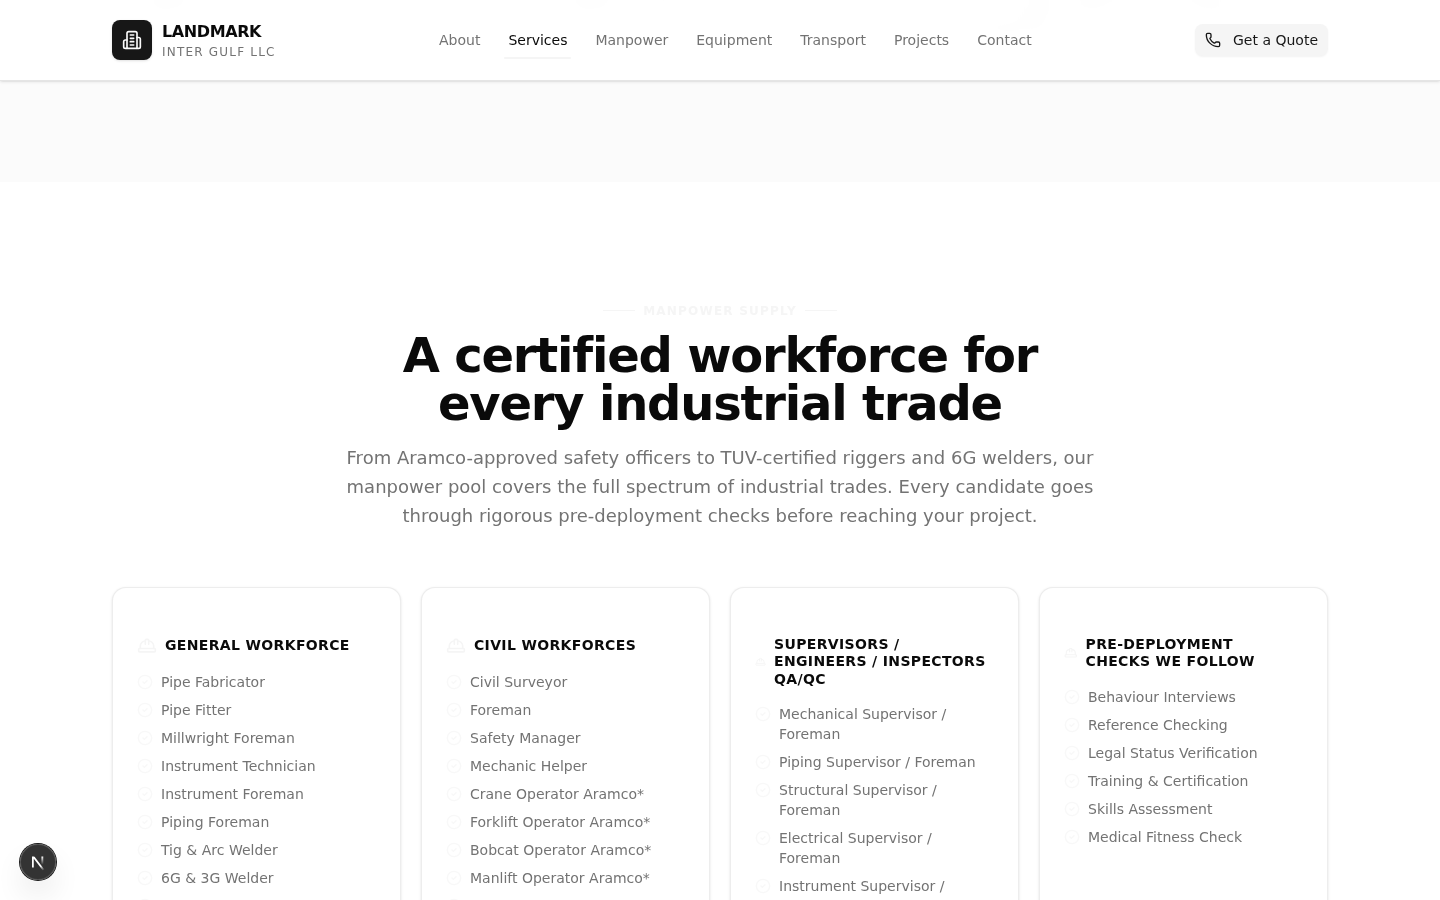 LANDMARK
INTER GULF LLC
About
Services
Manpower
Equipment
Transport
Projects
Contact
Get a Quote
MANPOWER SUPPLY
A certified workforce for
every industrial trade
From Aramco-approved safety officers to TUV-certified riggers and 6G welders, our
manpower pool covers the full spectrum of industrial trades. Every candidate goes
through rigorous pre-deployment checks before reaching your project.
GENERAL WORKFORCE
Pipe Fabricator
Pipe Fitter
Millwright Foreman
Instrument Technician
Instrument Foreman
Piping Foreman
Tig & Arc Welder
6G & 3G Welder
CIVIL WORKFORCES
Civil Surveyor
Foreman
Safety Manager
Mechanic Helper
Crane Operator Aramco*
Forklift Operator Aramco*
Bobcat Operator Aramco*
Manlift Operator Aramco*
SUPERVISORS /
ENGINEERS / INSPECTORS
QA/QC
Mechanical Supervisor /
Foreman
Piping Supervisor / Foreman
Structural Supervisor /
Foreman
Electrical Supervisor /
Foreman
Instrument Supervisor /
PRE-DEPLOYMENT
CHECKS WE FOLLOW
Behaviour Interviews
Reference Checking
Legal Status Verification
Training & Certification
Skills Assessment
Medical Fitness Check
N